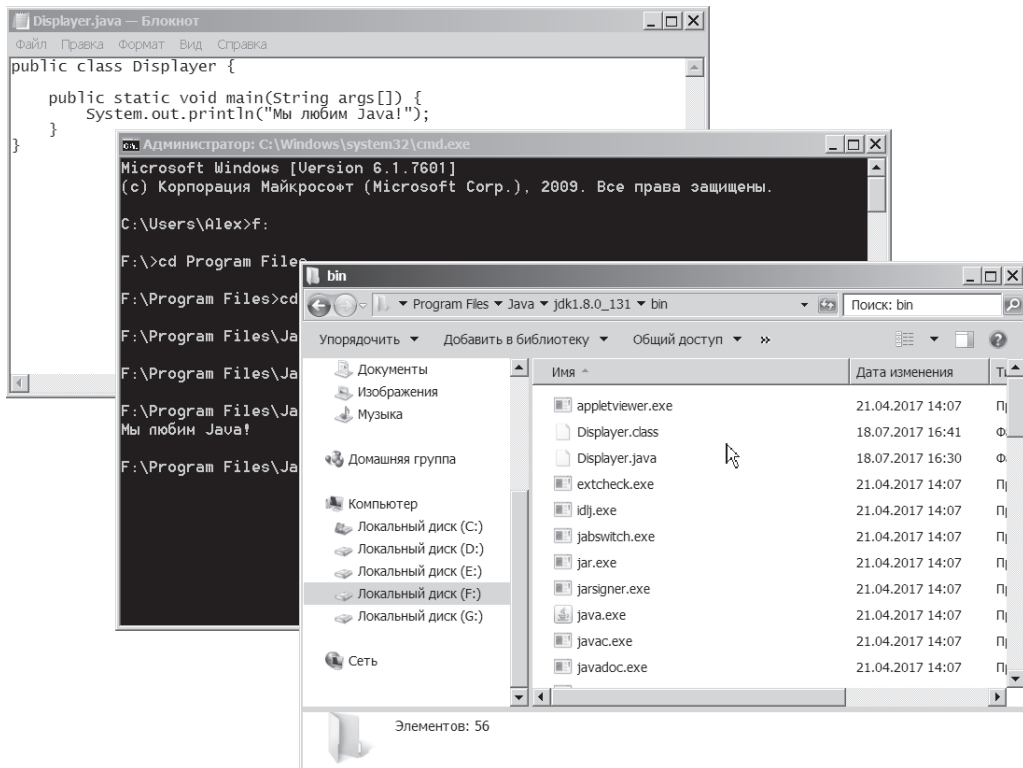 Displayer.java — Блокнот
Файл Правка Формат Вид Справка
public class Displayer {
public static void main(String args[]) {
System.out.println("Мы любим Java!");
}
}
Администратор: C:\Windows\system32\cmd.exe
Microsoft Windows [Version 6.1.7601]
(c) Корпорация Майкрософт (Microsoft Corp.), 2009. Все права защищены.
C:\Users\Alex>f:
F:\>cd Program Files
F:\Program Files>cd
F:\Program Files\Ja
F:\Program Files\Ja
F:\Program Files\Ja
Мы любим Java!
F:\Program Files\Ja
bin
Program Files Java jdk1.8.0_131 bin
Поиск: bin
Упорядочить Добавить в библиотеку Общий доступ »
Документы
Изображения
Музыка
Домашняя группа
Компьютер
Локальный диск (C:)
Локальный диск (D:)
Локальный диск (E:)
Локальный диск (F:)
Локальный диск (G:)
Сеть
Имя Дата изменения
appletviewer.exe 21.04.2017 14:07
Displayer.class 18.07.2017 16:41
Displayer.java 18.07.2017 16:30
extcheck.exe 21.04.2017 14:07
idlj.exe 21.04.2017 14:07
jabswitch.exe 21.04.2017 14:07
jar.exe 21.04.2017 14:07
jarsigner.exe 21.04.2017 14:07
java.exe 21.04.2017 14:07
javac.exe 21.04.2017 14:07
javadoc.exe 21.04.2017 14:07
Элементов: 56